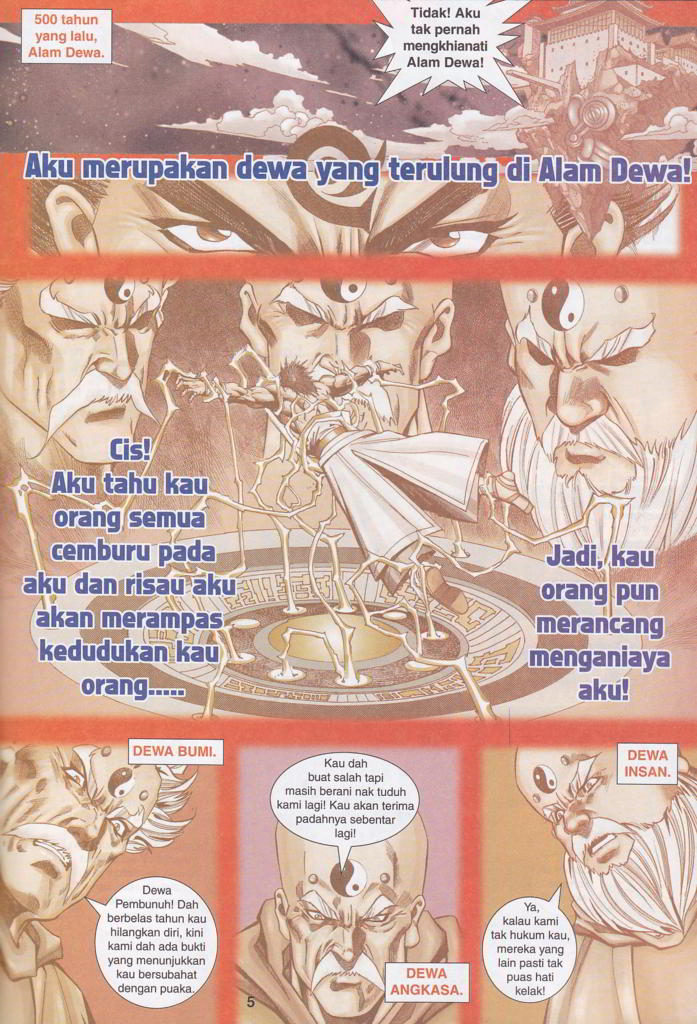 500 tahun
yang lalu,
Alam Dewa.
Tidak! Aku
tak pernah
mengkhianati
Alam Dewa!
Aku merupakan dewa yang terulung di Alam Dewa!
Cis!
Aku tahu kau
orang semua
cemburu pada
aku dan risau aku
akan merampas
kedudukan kau
orang.....
Jadi, kau
orang pun
merancang
menganiaya
aku!
DEWA BUMI.
Dewa
Pembunuh! Dah
berbelas tahun kau
hilangkan diri, kini
kami dah ada bukti
yang menunjukkan
kau bersubahat
dengan puaka.
Kau dah
buat salah tapi
masih berani nak tuduh
kami lagi! Kau akan terima
padahnya sebentar
lagi!
DEWA
ANGKASA.
DEWA
INSAN.
Ya,
kalau kami
tak hukum kau,
mereka yang
lain pasti tak
puas hati
kelak!
5